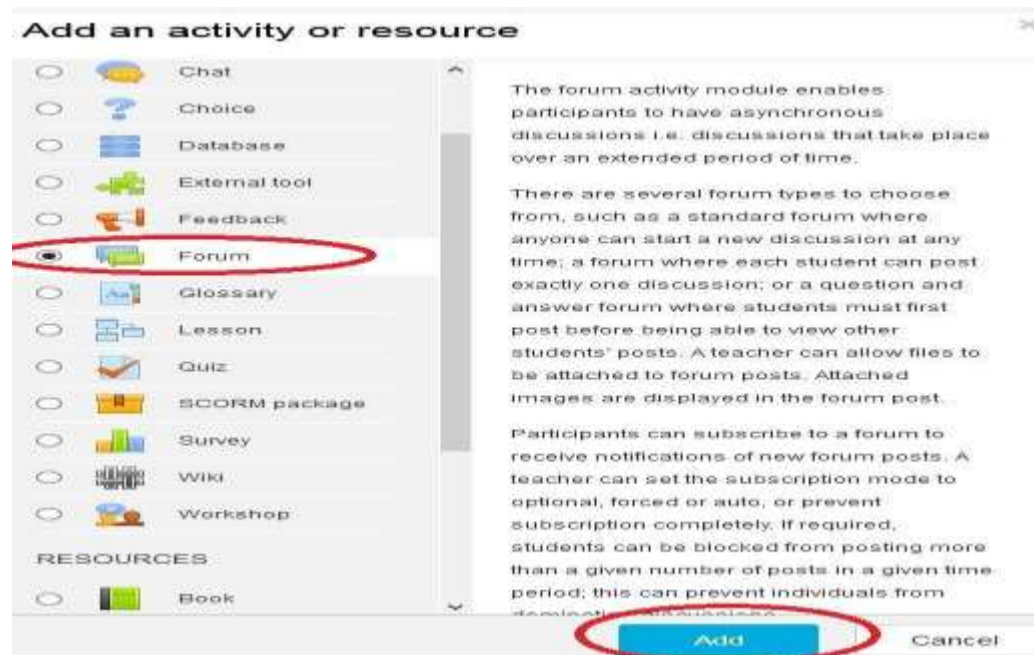 Add an activity or resource
Chat
Choice
Database
External tool
Feedback
Forum
Glossary
Lesson
Quiz
SCORM package
Survey
Wiki
Workshop
RESOURCES
Book
The forum activity module enables
participants to have asynchronous
discussions i.e. discussions that take place
over an extended period of time.
There are several forum types to choose
from, such as a standard forum where
anyone can start a new discussion at any
time; a forum where each student can post
exactly one discussion; or a question and
answer forum where students must first
post before being able to view other
students' posts. A teacher can allow files to
be attached to forum posts. Attached
images are displayed in the forum post.
Participants can subscribe to a forum to
receive notifications of new forum posts. A
teacher can set the subscription mode to
optional, forced or auto, or prevent
subscription completely. If required,
students can be blocked from posting more
than a given number of posts in a given time
period; this can prevent individuals from
Add
Cancel